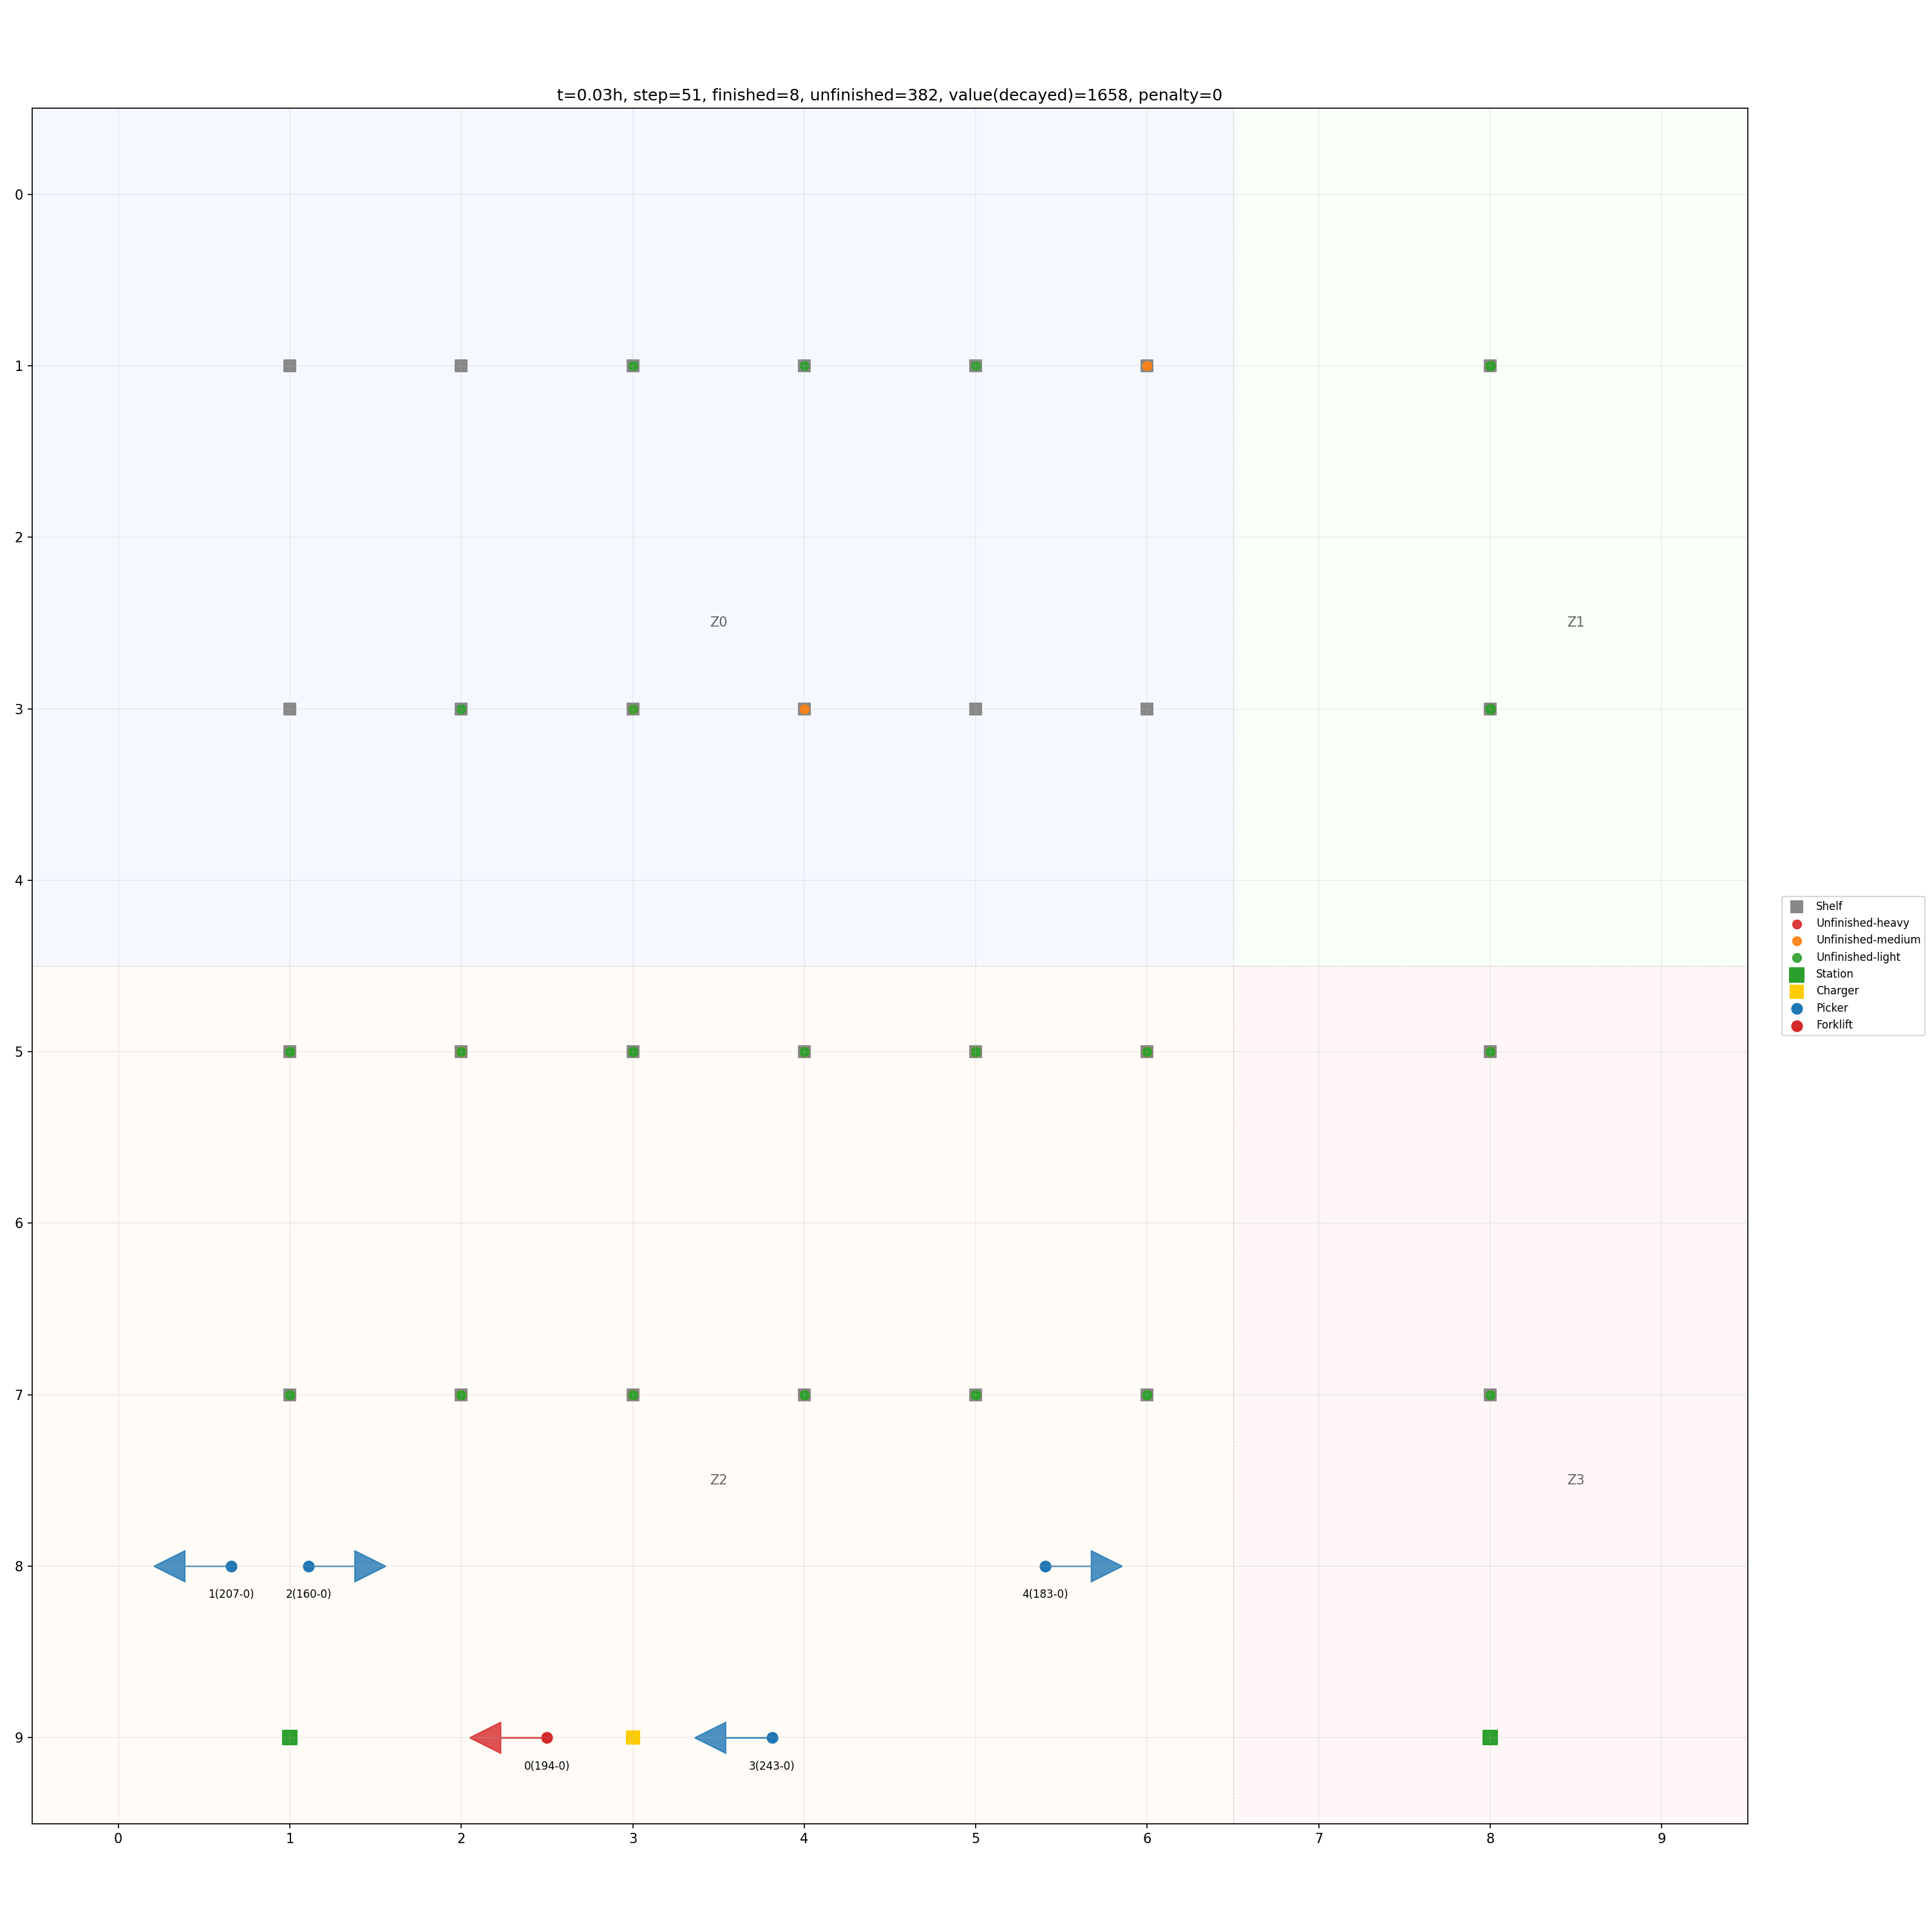 t=0.03h, step=51, finished=8, unfinished=382, value(decayed)=1658, penalty=0
0
1
2
Z0
Z1
3
4
Shelf
Unfinished-heavy
Unfinished-medium
Unfinished-light
Station
Charger
Picker
Forklift
5
6
7
Z2
Z3
8
1(207-0)
2(160-0)
4(183-0)
9
0(194-0)
3(243-0)
0 1 2 3 4 5 6 7 8 9